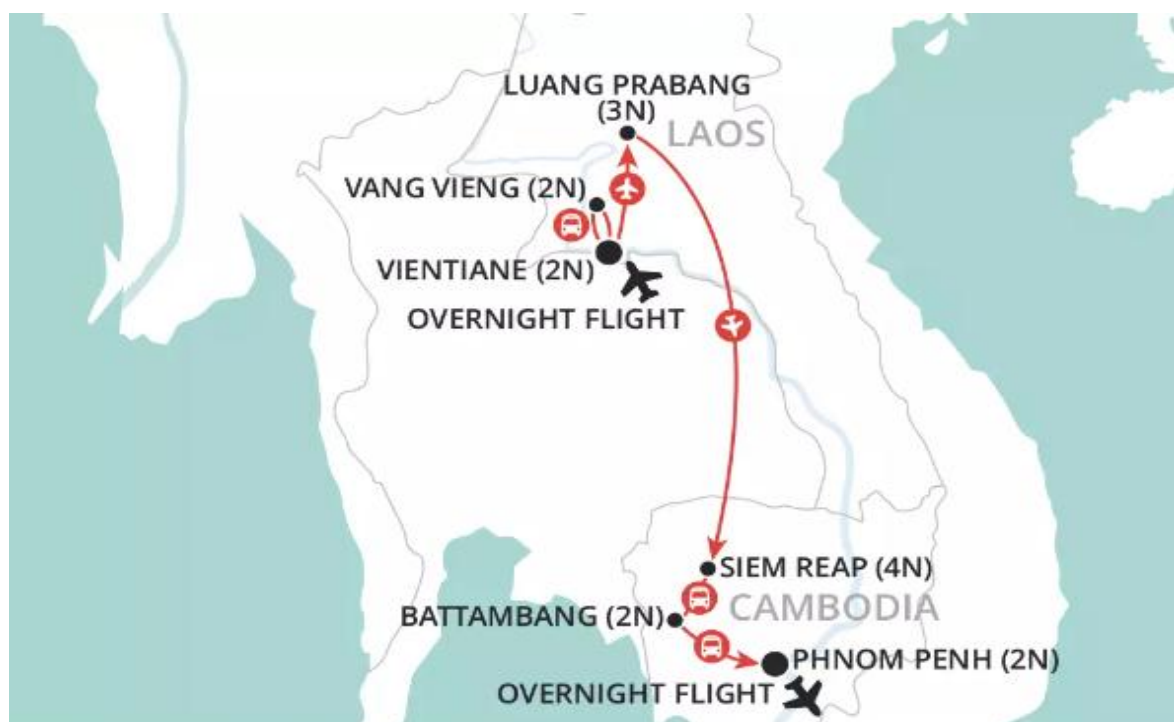 LUANG PRABANG
(3N)
LAOS
VANG VIENG (2N)
VIENTIANE (2N)
OVERNIGHT FLIGHT
SIEM REAP (4N)
CAMBODIA
BATTAMBANG (2N)
PHNOM PENH (2N)
OVERNIGHT FLIGHT